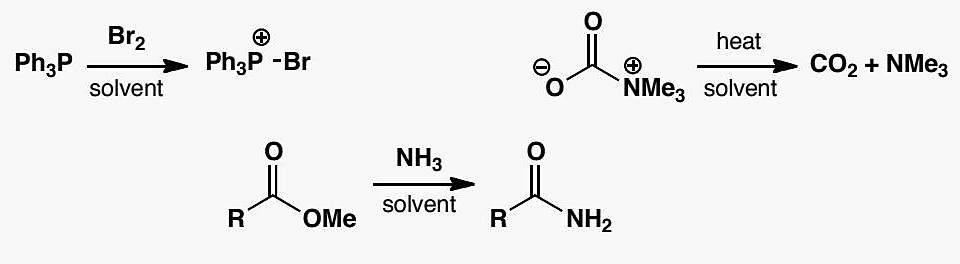 Ph₃P Br₂ solvent Ph₃P⊕-Br
O ⊖O ⊕NMe₃ heat solvent CO₂ + NMe₃
O R OMe NH₃ solvent O R NH₂